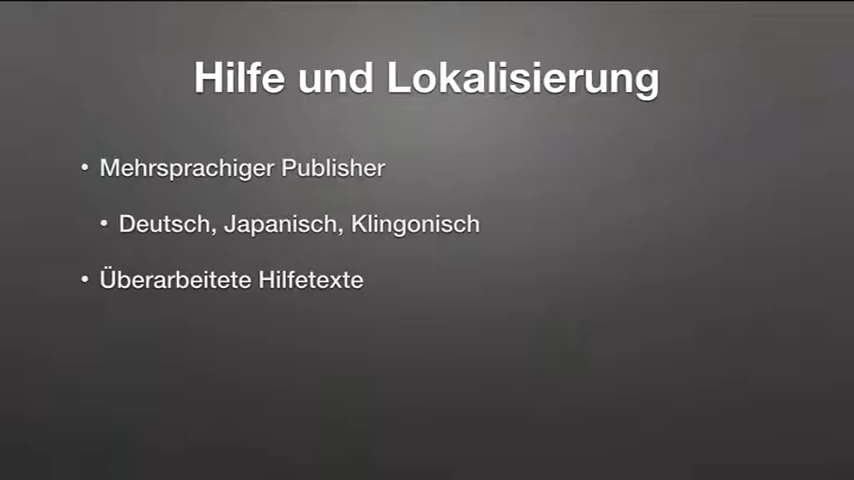 Hilfe und Lokalisierung
• Mehrsprachiger Publisher
• Deutsch, Japanisch, Klingonisch
• Überarbeitete Hilfetexte